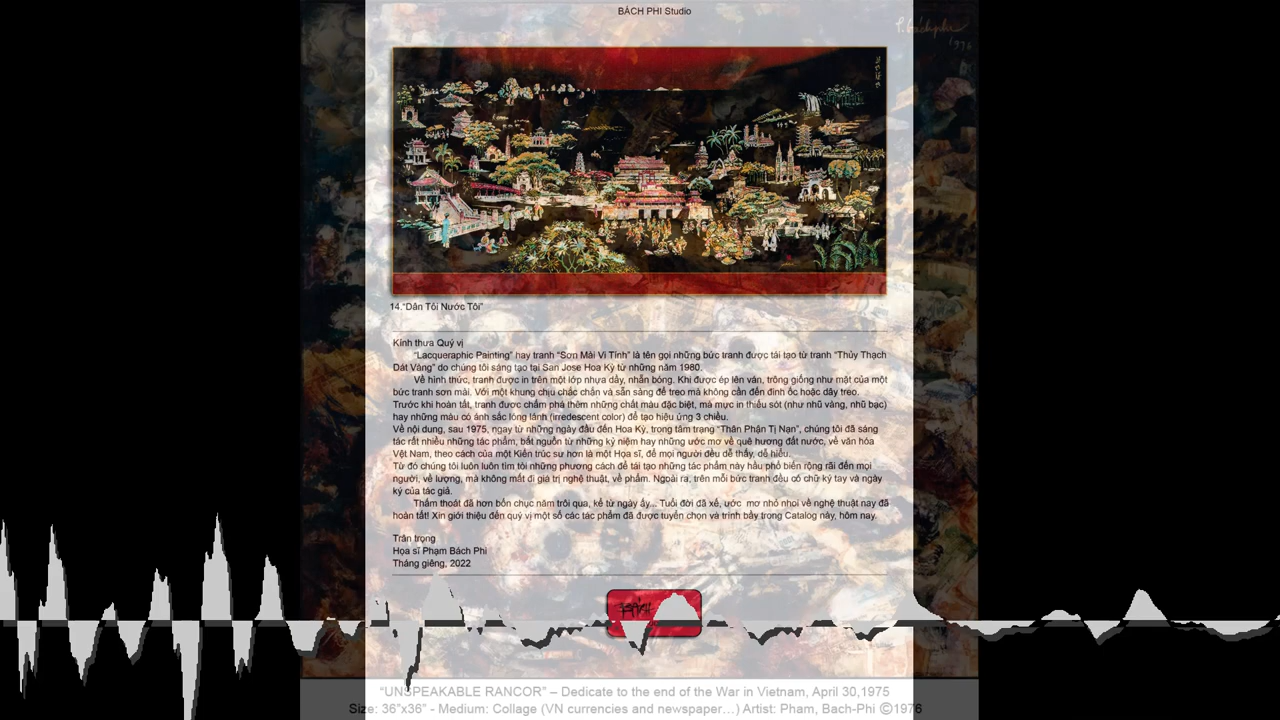 BÁCH PHI Studio
P.bachphi
1976
14."Dân Tôi Nước Tôi"
Kính thưa Quý vị
"Lacqueraphic Painting" hay tranh "Sơn Mài Vi Tính" là tên gọi những bức tranh được tái tạo từ tranh "Thủy Thạch
Dát Vàng" do chúng tôi sáng tạo tại San Jose Hoa Kỳ từ những năm 1980.
Về hình thức, tranh được in trên một lớp nhựa dầy, nhẵn bóng. Khi được ép lên ván, trông giống như mặt của một
bức tranh sơn mài. Với một khung chịu chắc chắn và sẵn sàng để treo mà không cần đến đinh ốc hoặc dây treo.
Trước khi hoàn tất, tranh được chấm phá thêm những chất màu đặc biệt, mà mực in thiếu sót (như nhũ vàng, nhũ bạc)
hay những màu có ánh sắc lóng lánh (irredescent color) để tạo hiệu ứng 3 chiều.
Về nội dung, sau 1975, ngay từ những ngày đầu đến Hoa Kỳ, trong tâm trạng "Thân Phận Tị Nạn", chúng tôi đã sáng
tác rất nhiều những tác phẩm, bắt nguồn từ những kỷ niệm hay những ước mơ về quê hương đất nước, về văn hóa
Vệt Nam, theo cách của một Kiến trúc sư hơn là một Họa sĩ, để mọi người đều dễ thấy, dễ hiểu.
Từ đó chúng tôi luôn luôn tìm tòi những phương cách để tái tạo những tác phẩm này hầu phổ biến rộng rãi đến mọi
người, về lượng, mà không mất đi giá trị nghệ thuật, về phẩm. Ngoài ra, trên mỗi bức tranh đều có chữ ký tay và ngày
ký của tác giả.
Thấm thoát đã hơn bốn chục năm trôi qua, kể từ ngày ấy... Tuổi đời đã xế, ước mơ nhỏ nhoi về nghệ thuật nay đã
hoàn tất! Xin giới thiệu đến quý vị một số các tác phẩm đã được tuyển chọn và trình bầy trong Catalog này, hôm nay.
Trân trọng
Họa sĩ Phạm Bách Phi
Tháng giêng, 2022
"UNSPEAKABLE RANCOR" – Dedicate to the end of the War in Vietnam, April 30,1975
Size: 36"x36" - Medium: Collage (VN currencies and newspaper…) Artist: Pham, Bach-Phi ©1976